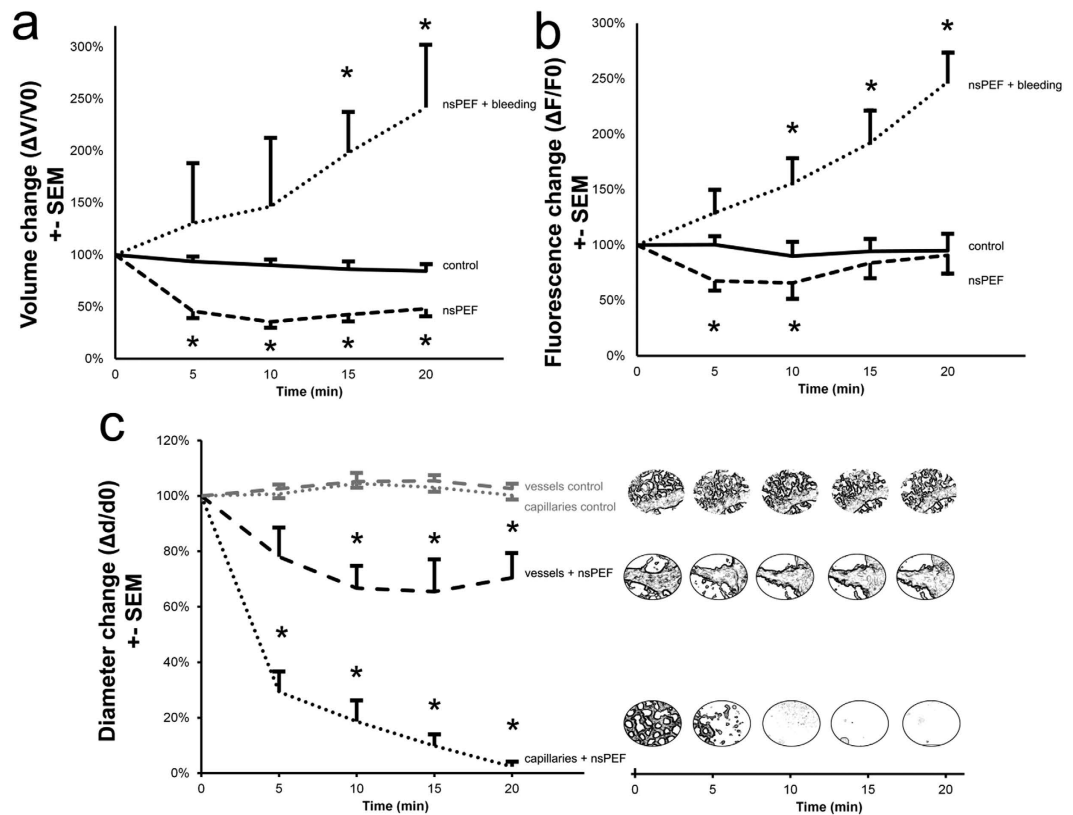 a
Volume change (ΔV/V0)
+- SEM
300%
250%
200%
150%
100%
50%
0%
* *
nsPEF + bleeding
control
nsPEF
* * * *
0 5 10 15 20
Time (min)
b
Fluorescence change (ΔF/F0)
+- SEM
300%
250%
200%
150%
100%
50%
0%
* * *
nsPEF + bleeding
control
nsPEF
* *
0 5 10 15 20
Time (min)
c
Diameter change (Δd/d0)
+- SEM
120%
100%
80%
60%
40%
20%
0%
vessels control
capillaries control
* * *
vessels + nsPEF
* * * *
capillaries + nsPEF
0 5 10 15 20
Time (min)
0 5 10 15 20
Time (min)